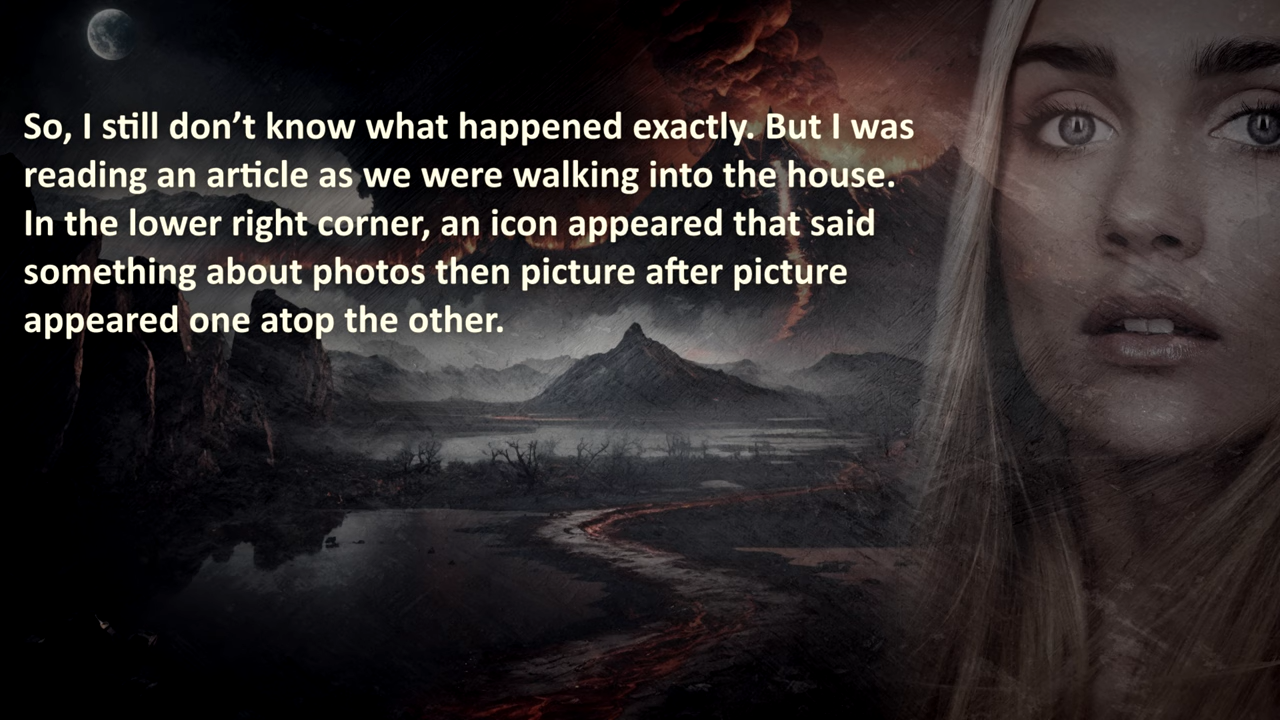 So, I still don’t know what happened exactly. But I was
reading an article as we were walking into the house.
In the lower right corner, an icon appeared that said
something about photos then picture after picture
appeared one atop the other.